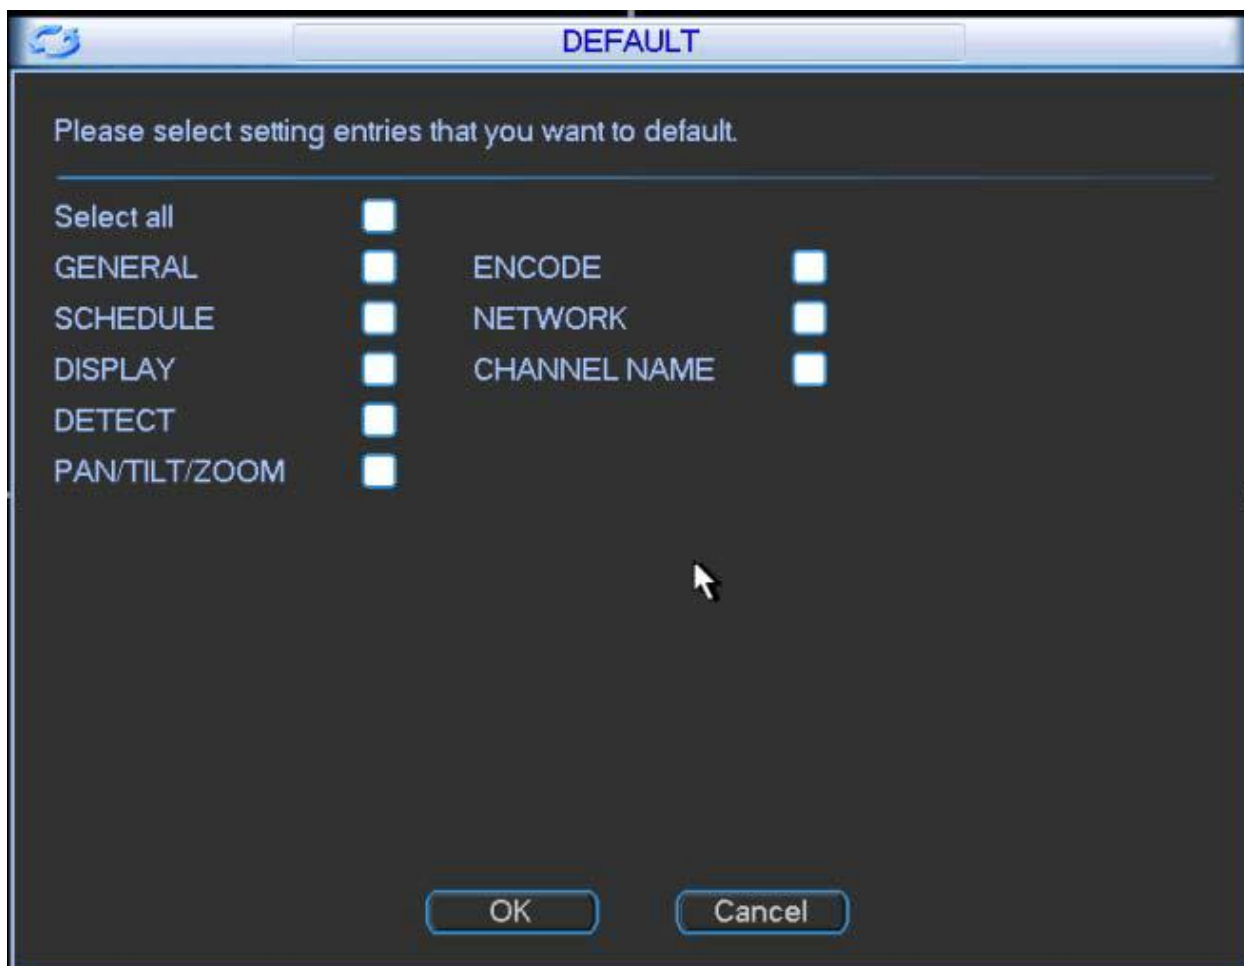 DEFAULT
Please select setting entries that you want to default.
Select all
GENERAL ENCODE
SCHEDULE NETWORK
DISPLAY CHANNEL NAME
DETECT
PAN/TILT/ZOOM
OK Cancel